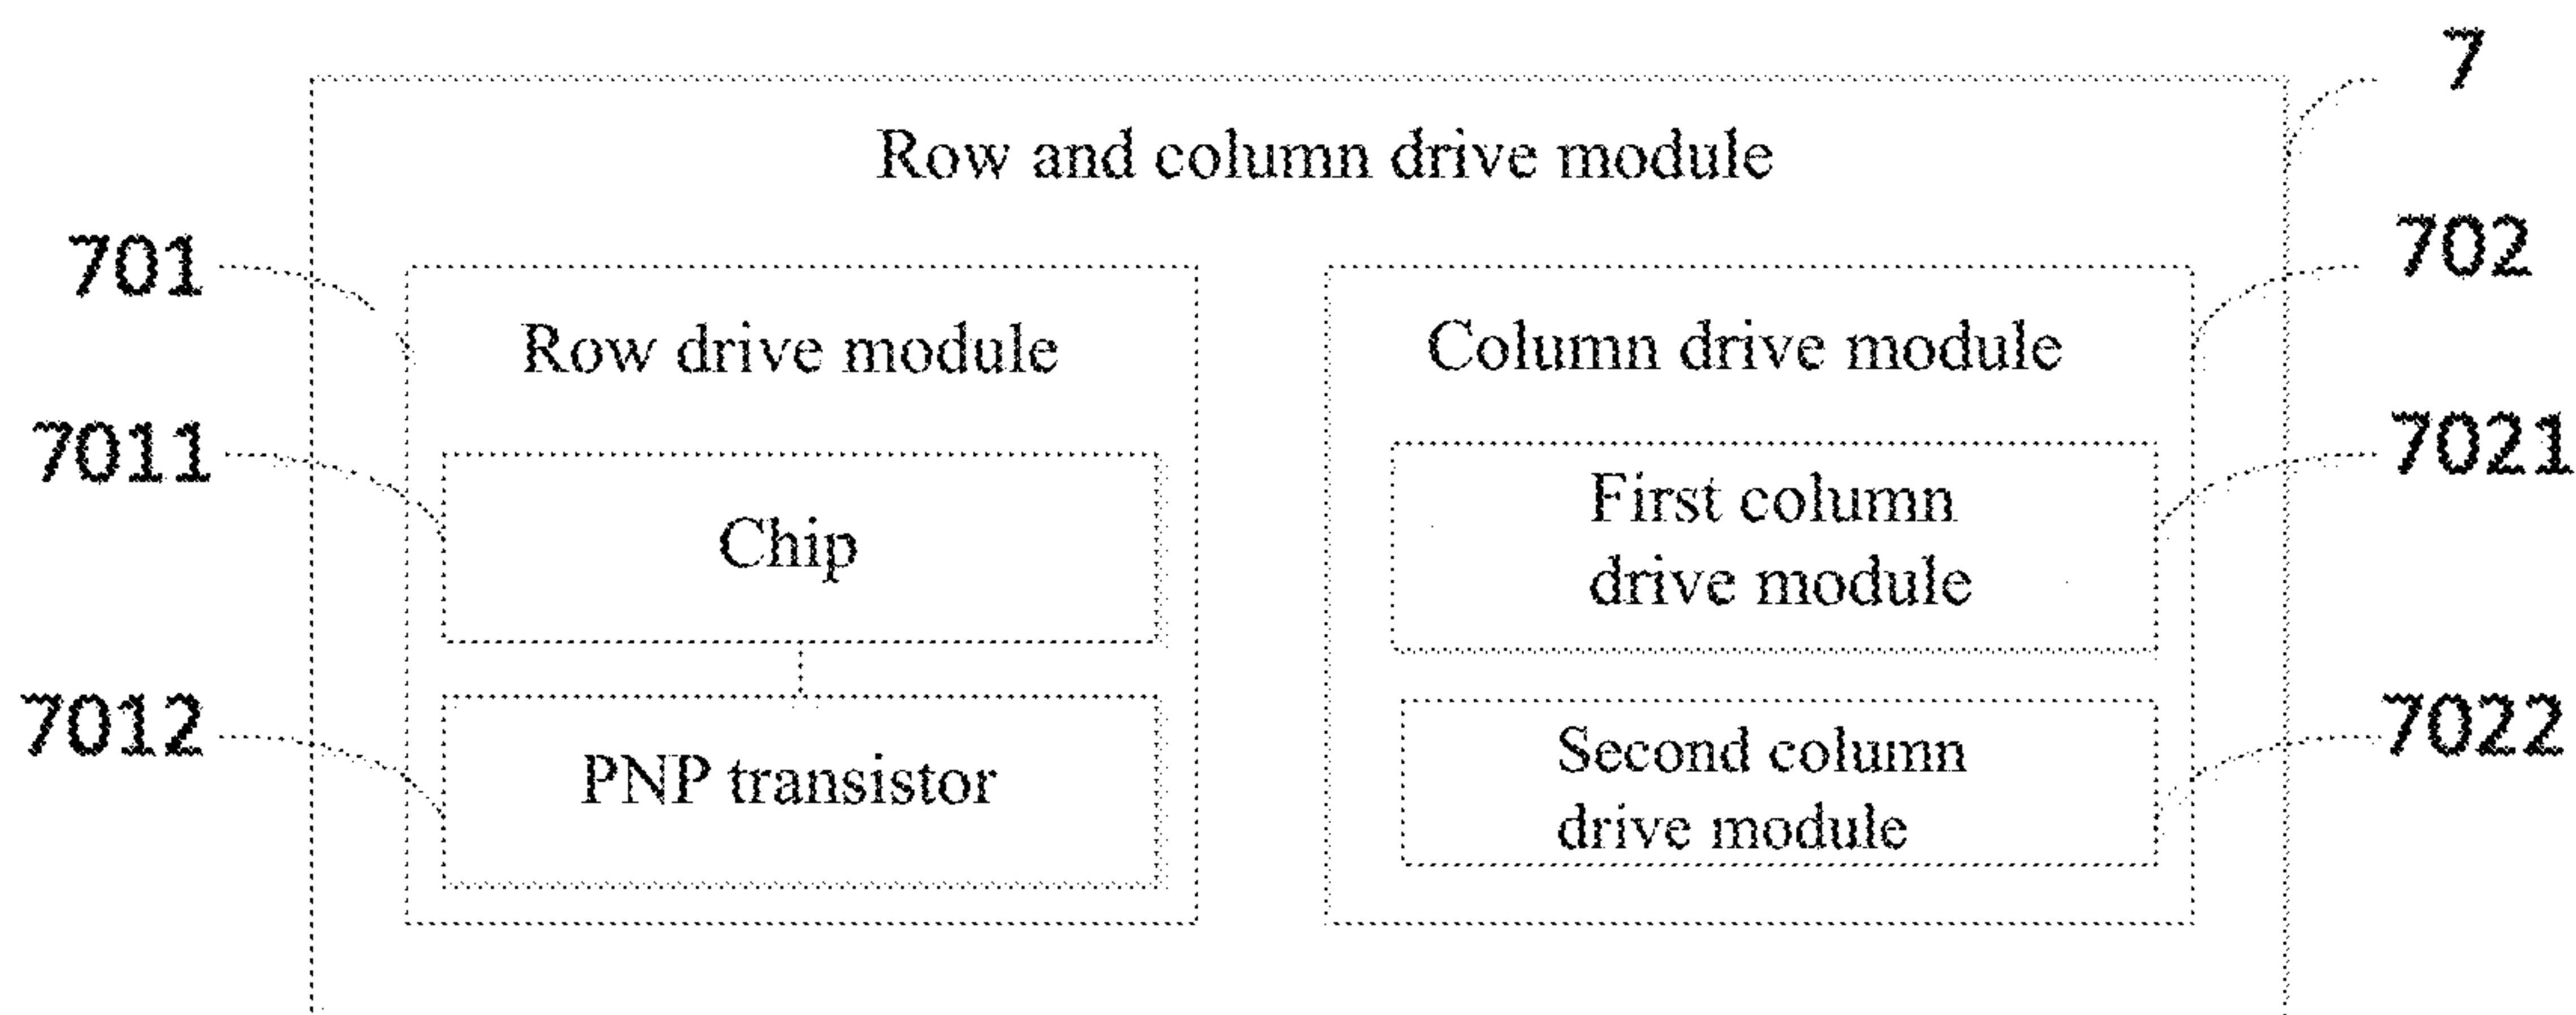 7
Row and column drive module
701
702
Row drive module
Column drive module
7011
7021
First column
drive module
Chip
7012
7022
PNP transistor
Second column
drive module